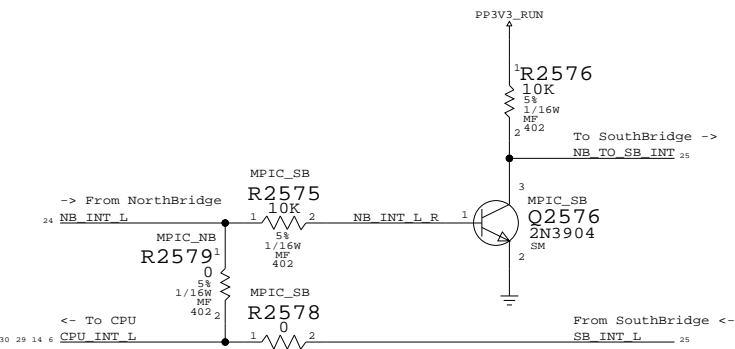 PP3V3_RUN
1
R2576
10K
5%
1/16W
MF
402
2
To SouthBridge ->
NB_TO_SB_INT 25
3
MPIC_SB
Q2576
2N3904
SM
1
2
-> From NorthBridge
24 NB_INT_L
MPIC_SB
R2575
10K
1 2
5%
1/16W
MF
402
NB_INT_L_R
MPIC_NB
R2579
1
0
5%
1/16W
MF
402
2
<- To CPU
30 29 14 6 CPU_INT_L
MPIC_SB
R2578
0
1 2
From SouthBridge <-
SB_INT_L 25